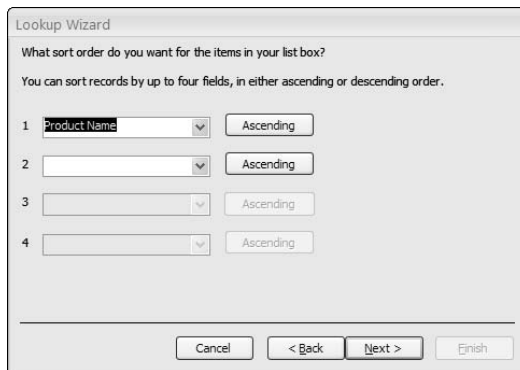 Lookup Wizard
What sort order do you want for the items in your list box?
You can sort records by up to four fields, in either ascending or descending order.
1 Product Name Ascending
2 Ascending
3 Ascending
4 Ascending
Cancel < Back Next > Finish